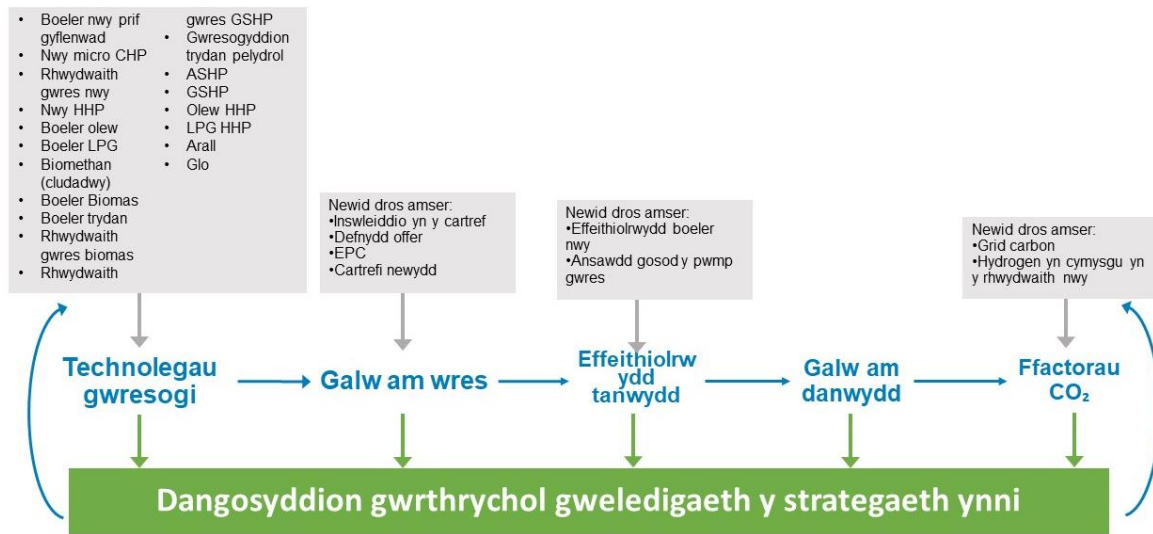 • Boeler nwy prif
gyflenwad
• Nwy micro CHP
• Rhwydwaith
gwres nwy
• Nwy HHP
• Boeler olew
• Boeler LPG
• Biomethan
(cludadwy)
• Boeler Biomas
• Boeler trydan
• Rhwydwaith
gwres biomas
• Rhwydwaith
gwres GSHP
• Gwresogyddion
trydan pelydrol
• ASHP
• GSHP
• Olew HHP
• LPG HHP
• Arall
• Glo
Newid dros amser:
•Inswleiddio yn y cartref
•Defnydd offer
•EPC
•Cartrefi newydd
Newid dros amser:
•Effeithiolrwydd boeler
nwy
•Ansawdd gosod y pwmp
gwres
Newid dros amser:
•Grid carbon
•Hydrogen yn cymysgu yn
y rhwydwaith nwy
Technolegau
gwresogi
Galw am wres
Effeithiolrw
ydd
tanwydd
Galw am
danwydd
Ffactorau
CO₂
Dangosyddion gwrthrychol gweledigaeth y strategaeth ynni